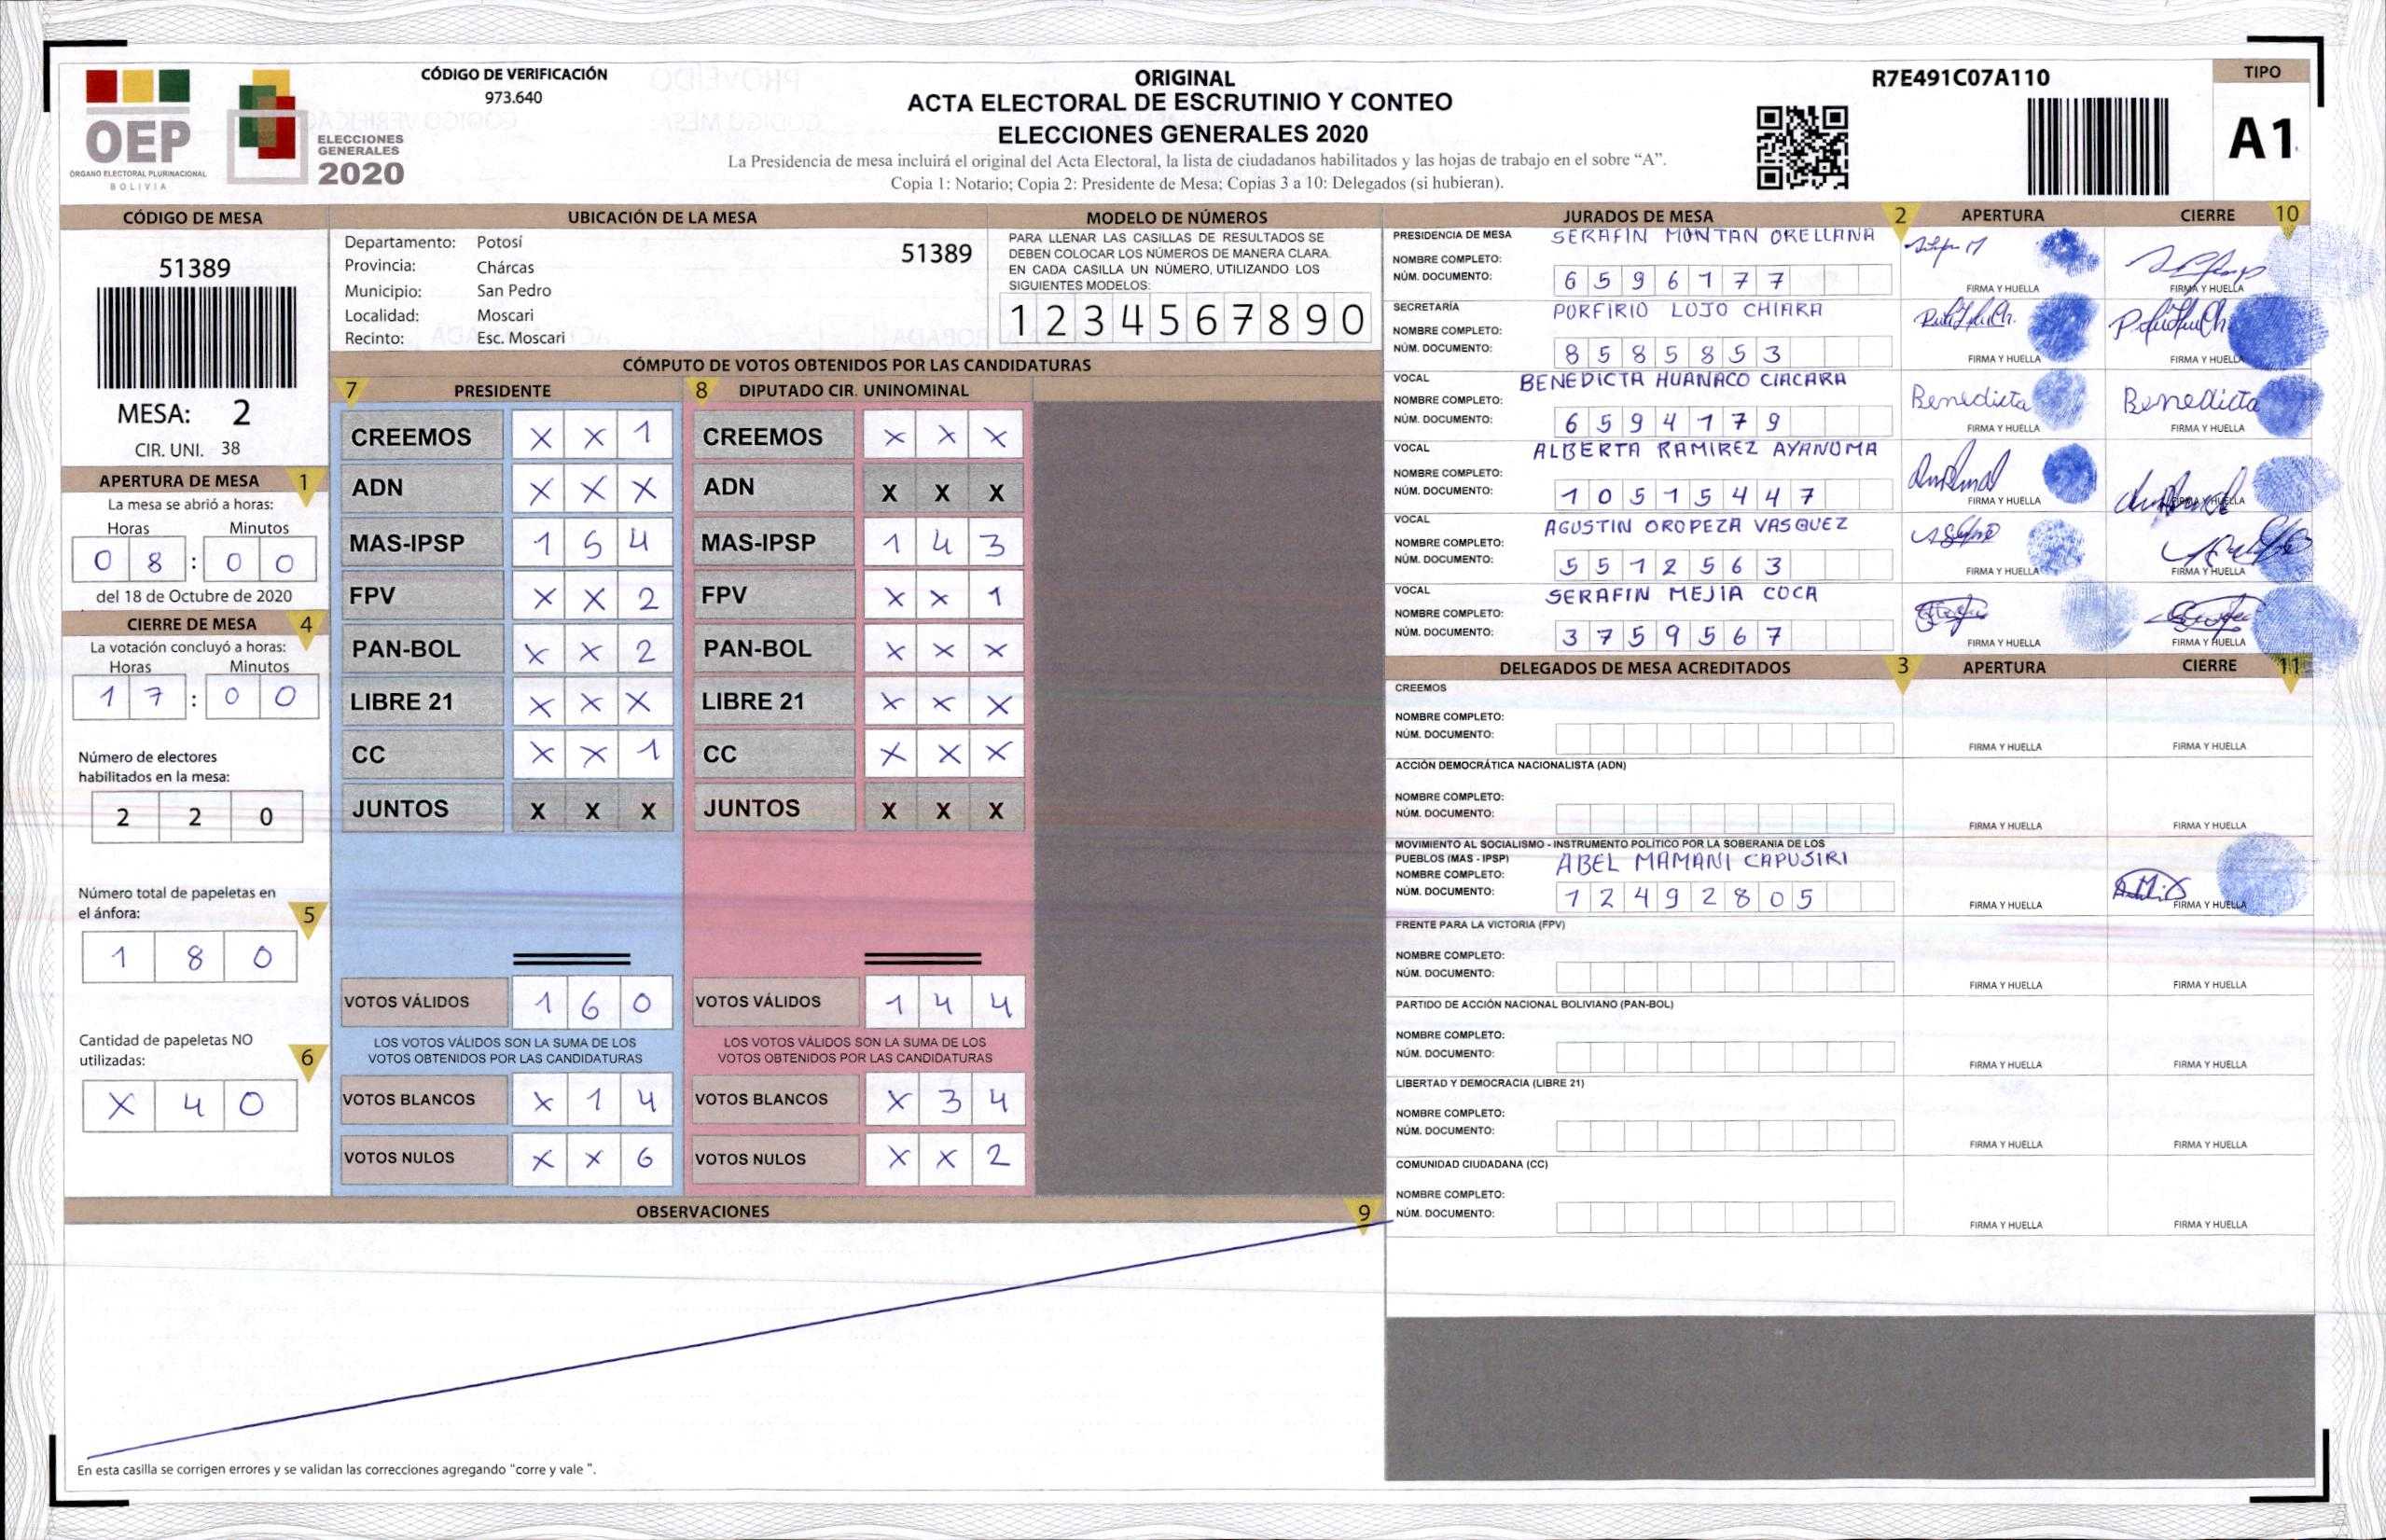 CÓDIGO DE VERIFICACIÓN
973.640
OEP
ÓRGANO ELECTORAL PLURINACIONAL
BOLIVIA
ELECCIONES
GENERALES
2020
ORIGINAL
ACTA ELECTORAL DE ESCRUTINIO Y CONTEO
ELECCIONES GENERALES 2020
La Presidencia de mesa incluirá el original del Acta Electoral, la lista de ciudadanos habilitados y las hojas de trabajo en el sobre “A”.
Copia 1: Notario; Copia 2: Presidente de Mesa; Copias 3 a 10: Delegados (si hubieran).
R7E491C07A110
TIPO
A1
CÓDIGO DE MESA
51389
MESA: 2
CIR. UNI. 38
APERTURA DE MESA 1
La mesa se abrió a horas:
Horas Minutos
0 8 : 0 0
del 18 de Octubre de 2020
CIERRE DE MESA 4
La votación concluyó a horas:
Horas Minutos
1 7 : 0 0
Número de electores
habilitados en la mesa:
2 2 0
Número total de papeletas en
el ánfora: 5
1 8 0
Cantidad de papeletas NO
utilizadas: 6
X 4 0
UBICACIÓN DE LA MESA
Departamento: Potosí
51389
Provincia: Chárcas
Municipio: San Pedro
Localidad: Moscari
Recinto: Esc. Moscari
MODELO DE NÚMEROS
PARA LLENAR LAS CASILLAS DE RESULTADOS SE
DEBEN COLOCAR LOS NÚMEROS DE MANERA CLARA.
EN CADA CASILLA UN NÚMERO, UTILIZANDO LOS
SIGUIENTES MODELOS:
1 2 3 4 5 6 7 8 9 0
CÓMPUTO DE VOTOS OBTENIDOS POR LAS CANDIDATURAS
7 PRESIDENTE
CREEMOS X X 1
ADN X X X
MAS-IPSP 1 5 4
FPV X X 2
PAN-BOL X X 2
LIBRE 21 X X X
CC X X 1
JUNTOS X X X
VOTOS VÁLIDOS 1 6 0
LOS VOTOS VÁLIDOS SON LA SUMA DE LOS
VOTOS OBTENIDOS POR LAS CANDIDATURAS
VOTOS BLANCOS X 1 4
VOTOS NULOS X X 6
8 DIPUTADO CIR. UNINOMINAL
CREEMOS X X X
ADN X X X
MAS-IPSP 1 4 3
FPV X X 1
PAN-BOL X X X
LIBRE 21 X X X
CC X X X
JUNTOS X X X
VOTOS VÁLIDOS 1 4 4
LOS VOTOS VÁLIDOS SON LA SUMA DE LOS
VOTOS OBTENIDOS POR LAS CANDIDATURAS
VOTOS BLANCOS X 3 4
VOTOS NULOS X X 2
OBSERVACIONES 9
En esta casilla se corrigen errores y se validan las correcciones agregando "corre y vale ".
JURADOS DE MESA 2 APERTURA CIERRE 10
PRESIDENCIA DE MESA SERAFIN MONTAN ORELLANA
NOMBRE COMPLETO:
NÚM. DOCUMENTO: 6 5 9 6 1 7 7
FIRMA Y HUELLA FIRMA Y HUELLA
SECRETARÍA PORFIRIO LOJO CHIARA
NOMBRE COMPLETO:
NÚM. DOCUMENTO: 8 5 8 5 8 5 3
FIRMA Y HUELLA FIRMA Y HUELLA
VOCAL BENEDICTA HUANACO CIACARA
NOMBRE COMPLETO: Benedicta Benedicta
NÚM. DOCUMENTO: 6 5 9 4 1 7 9
FIRMA Y HUELLA FIRMA Y HUELLA
VOCAL ALBERTA RAMIREZ AYANOMA
NOMBRE COMPLETO:
NÚM. DOCUMENTO: 1 0 5 1 5 4 4 7
FIRMA Y HUELLA FIRMA Y HUELLA
VOCAL AGUSTIN OROPEZA VASQUEZ
NOMBRE COMPLETO:
NÚM. DOCUMENTO: 5 5 1 2 5 6 3
FIRMA Y HUELLA FIRMA Y HUELLA
VOCAL SERAFIN MEJIA COCA
NOMBRE COMPLETO:
NÚM. DOCUMENTO: 3 7 5 9 5 6 7
FIRMA Y HUELLA FIRMA Y HUELLA
DELEGADOS DE MESA ACREDITADOS 3 APERTURA CIERRE 11
CREEMOS
NOMBRE COMPLETO:
NÚM. DOCUMENTO:
FIRMA Y HUELLA FIRMA Y HUELLA
ACCIÓN DEMOCRÁTICA NACIONALISTA (ADN)
NOMBRE COMPLETO:
NÚM. DOCUMENTO:
FIRMA Y HUELLA FIRMA Y HUELLA
MOVIMIENTO AL SOCIALISMO - INSTRUMENTO POLÍTICO POR LA SOBERANIA DE LOS
PUEBLOS (MAS - IPSP) ABEL MAMANI CAPUSIRI
NOMBRE COMPLETO:
NÚM. DOCUMENTO: 1 2 4 9 2 8 0 5
FIRMA Y HUELLA FIRMA Y HUELLA
FRENTE PARA LA VICTORIA (FPV)
NOMBRE COMPLETO:
NÚM. DOCUMENTO:
FIRMA Y HUELLA FIRMA Y HUELLA
PARTIDO DE ACCIÓN NACIONAL BOLIVIANO (PAN-BOL)
NOMBRE COMPLETO:
NÚM. DOCUMENTO:
FIRMA Y HUELLA FIRMA Y HUELLA
LIBERTAD Y DEMOCRACIA (LIBRE 21)
NOMBRE COMPLETO:
NÚM. DOCUMENTO:
FIRMA Y HUELLA FIRMA Y HUELLA
COMUNIDAD CIUDADANA (CC)
NOMBRE COMPLETO:
NÚM. DOCUMENTO:
FIRMA Y HUELLA FIRMA Y HUELLA